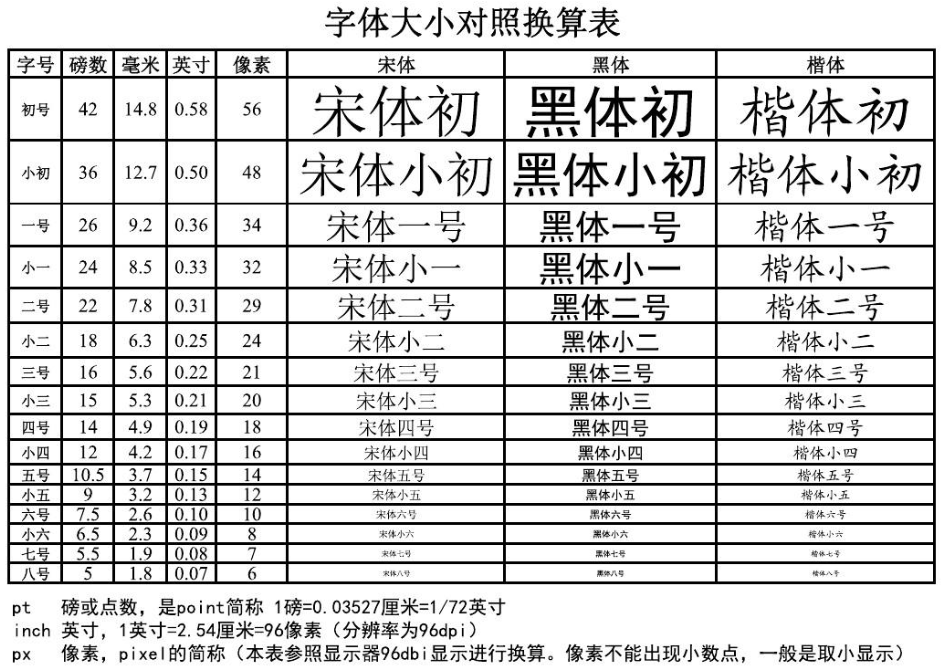 字体大小对照换算表
字号 磅数 毫米 英寸 像素 宋体 黑体 楷体
初号 42 14.8 0.58 56 宋体初 黑体初 楷体初
小初 36 12.7 0.50 48 宋体小初 黑体小初 楷体小初
一号 26 9.2 0.36 34 宋体一号 黑体一号 楷体一号
小一 24 8.5 0.33 32 宋体小一 黑体小一 楷体小一
二号 22 7.8 0.31 29 宋体二号 黑体二号 楷体二号
小二 18 6.3 0.25 24 宋体小二 黑体小二 楷体小二
三号 16 5.6 0.22 21 宋体三号 黑体三号 楷体三号
小三 15 5.3 0.21 20 宋体小三 黑体小三 楷体小三
四号 14 4.9 0.19 18 宋体四号 黑体四号 楷体四号
小四 12 4.2 0.17 16 宋体小四 黑体小四 楷体小四
五号 10.5 3.7 0.15 14 宋体五号 黑体五号 楷体五号
小五 9 3.2 0.13 12 宋体小五 黑体小五 楷体小五
六号 7.5 2.6 0.10 10 宋体六号 黑体六号 楷体六号
小六 6.5 2.3 0.09 8 宋体小六 黑体小六 楷体小六
七号 5.5 1.9 0.08 7 宋体七号 黑体七号 楷体七号
八号 5 1.8 0.07 6 宋体八号 黑体八号 楷体八号
pt 磅或点数，是point简称 1磅=0.03527厘米=1/72英寸
inch 英寸，1英寸=2.54厘米=96像素（分辨率为96dpi）
px 像素，pixel的简称（本表参照显示器96dbi显示进行换算。像素不能出现小数点，一般是取小显示）